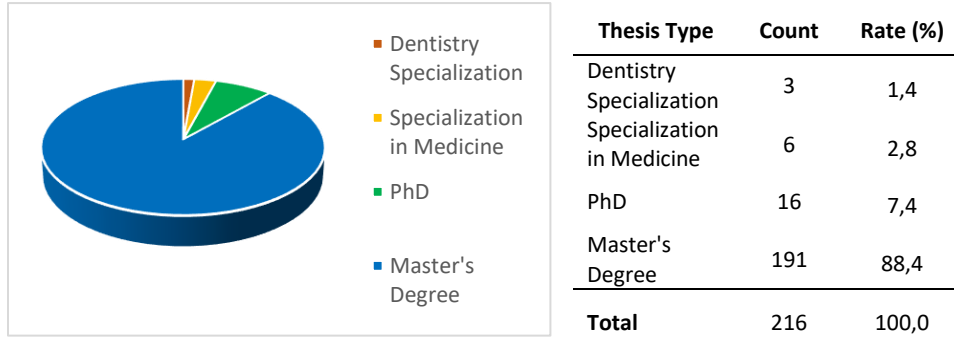 Dentistry
Specialization
Specialization
in Medicine
PhD
Master's
Degree
Thesis Type Count Rate (%)
Dentistry
Specialization 3 1,4
Specialization
in Medicine 6 2,8
PhD 16 7,4
Master's
Degree 191 88,4
Total 216 100,0